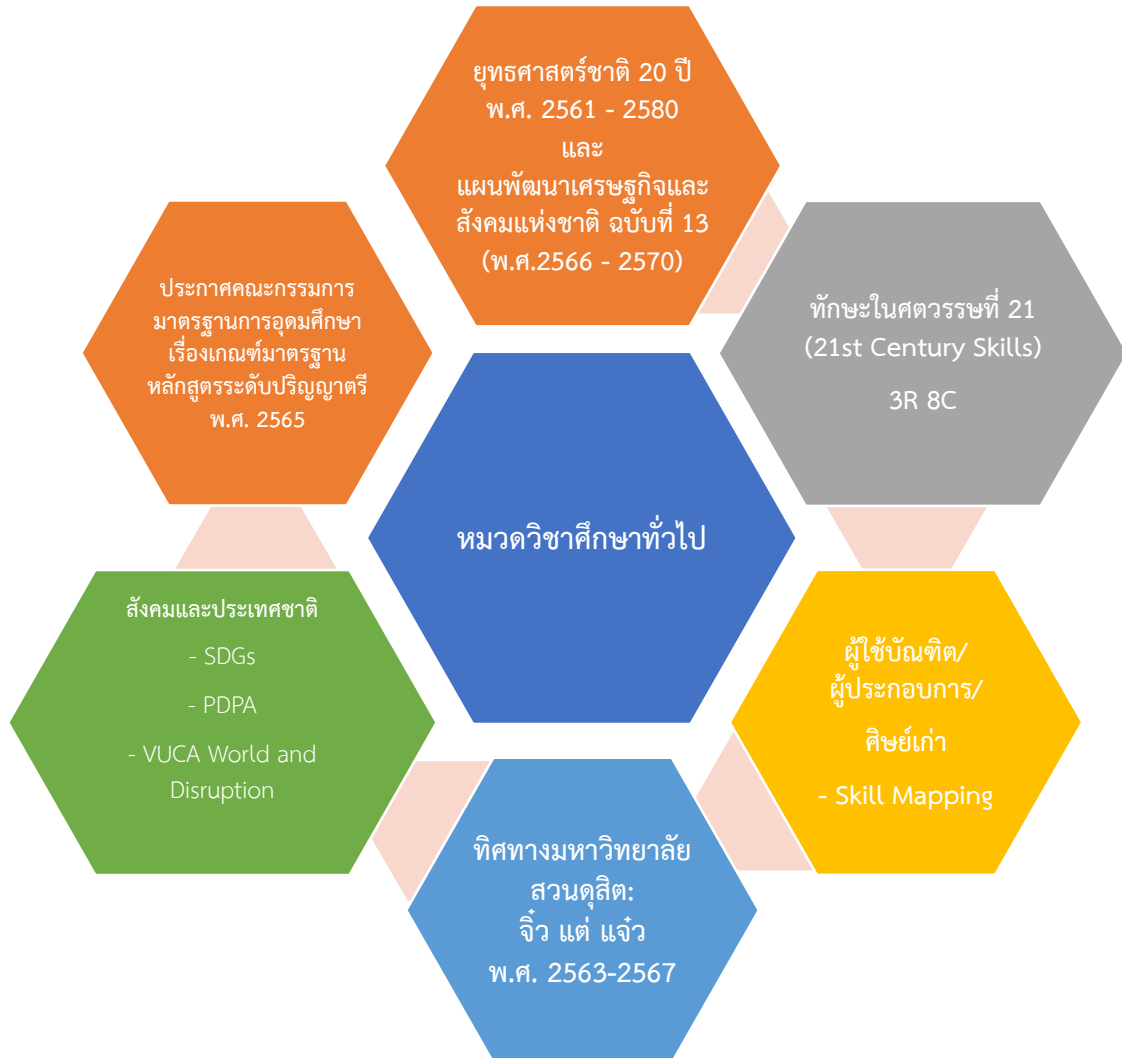 ยุทธศาสตร์ชาติ 20 ปี
พ.ศ. 2561 - 2580
และ
แผนพัฒนาเศรษฐกิจและ
สังคมแห่งชาติ ฉบับที่ 13
(พ.ศ.2566 - 2570)
ประกาศคณะกรรมการ
มาตรฐานการอุดมศึกษา
เรื่องเกณฑ์มาตรฐาน
หลักสูตรระดับปริญญาตรี
พ.ศ. 2565
ทักษะในศตวรรษที่ 21
(21st Century Skills)
3R 8C
หมวดวิชาศึกษาทั่วไป
สังคมและประเทศชาติ
- SDGs
- PDPA
- VUCA World and
Disruption
ผู้ใช้บัณฑิต/
ผู้ประกอบการ/
ศิษย์เก่า
- Skill Mapping
ทิศทางมหาวิทยาลัย
สวนดุสิต:
จิ๋ว แต่ แจ๋ว
พ.ศ. 2563-2567